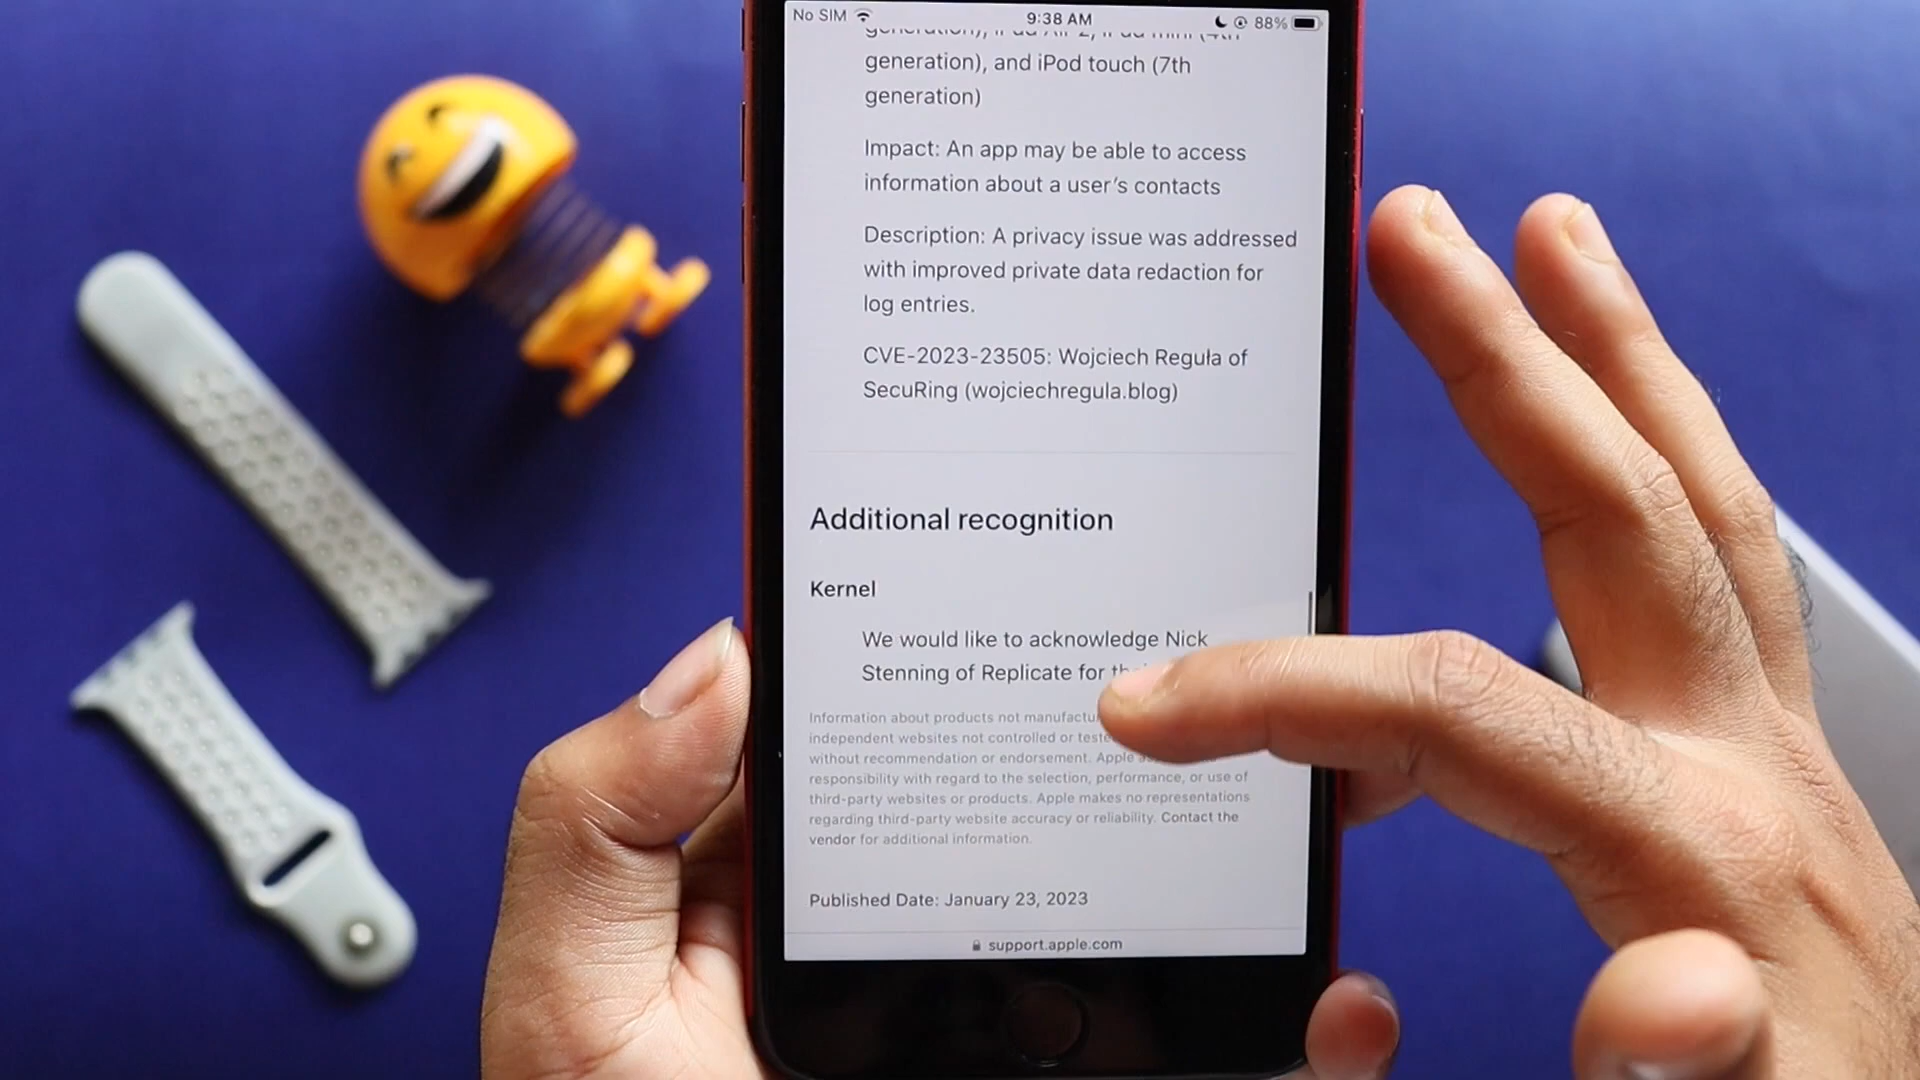 No SIM 9:38 AM 88%
generation), and iPod touch (7th
generation)
Impact: An app may be able to access
information about a user’s contacts
Description: A privacy issue was addressed
with improved private data redaction for
log entries.
CVE-2023-23505: Wojciech Reguła of
SecuRing (wojciechregula.blog)
Additional recognition
Kernel
We would like to acknowledge Nick
Stenning of Replicate for
Information about products not
independent websites not controlled or
without recommendation or endorsement. Apple
responsibility with regard to the selection, performance, or use of
third-party websites or products. Apple makes no representations
regarding third-party website accuracy or reliability. Contact the
vendor for additional information.
Published Date: January 23, 2023
support.apple.com